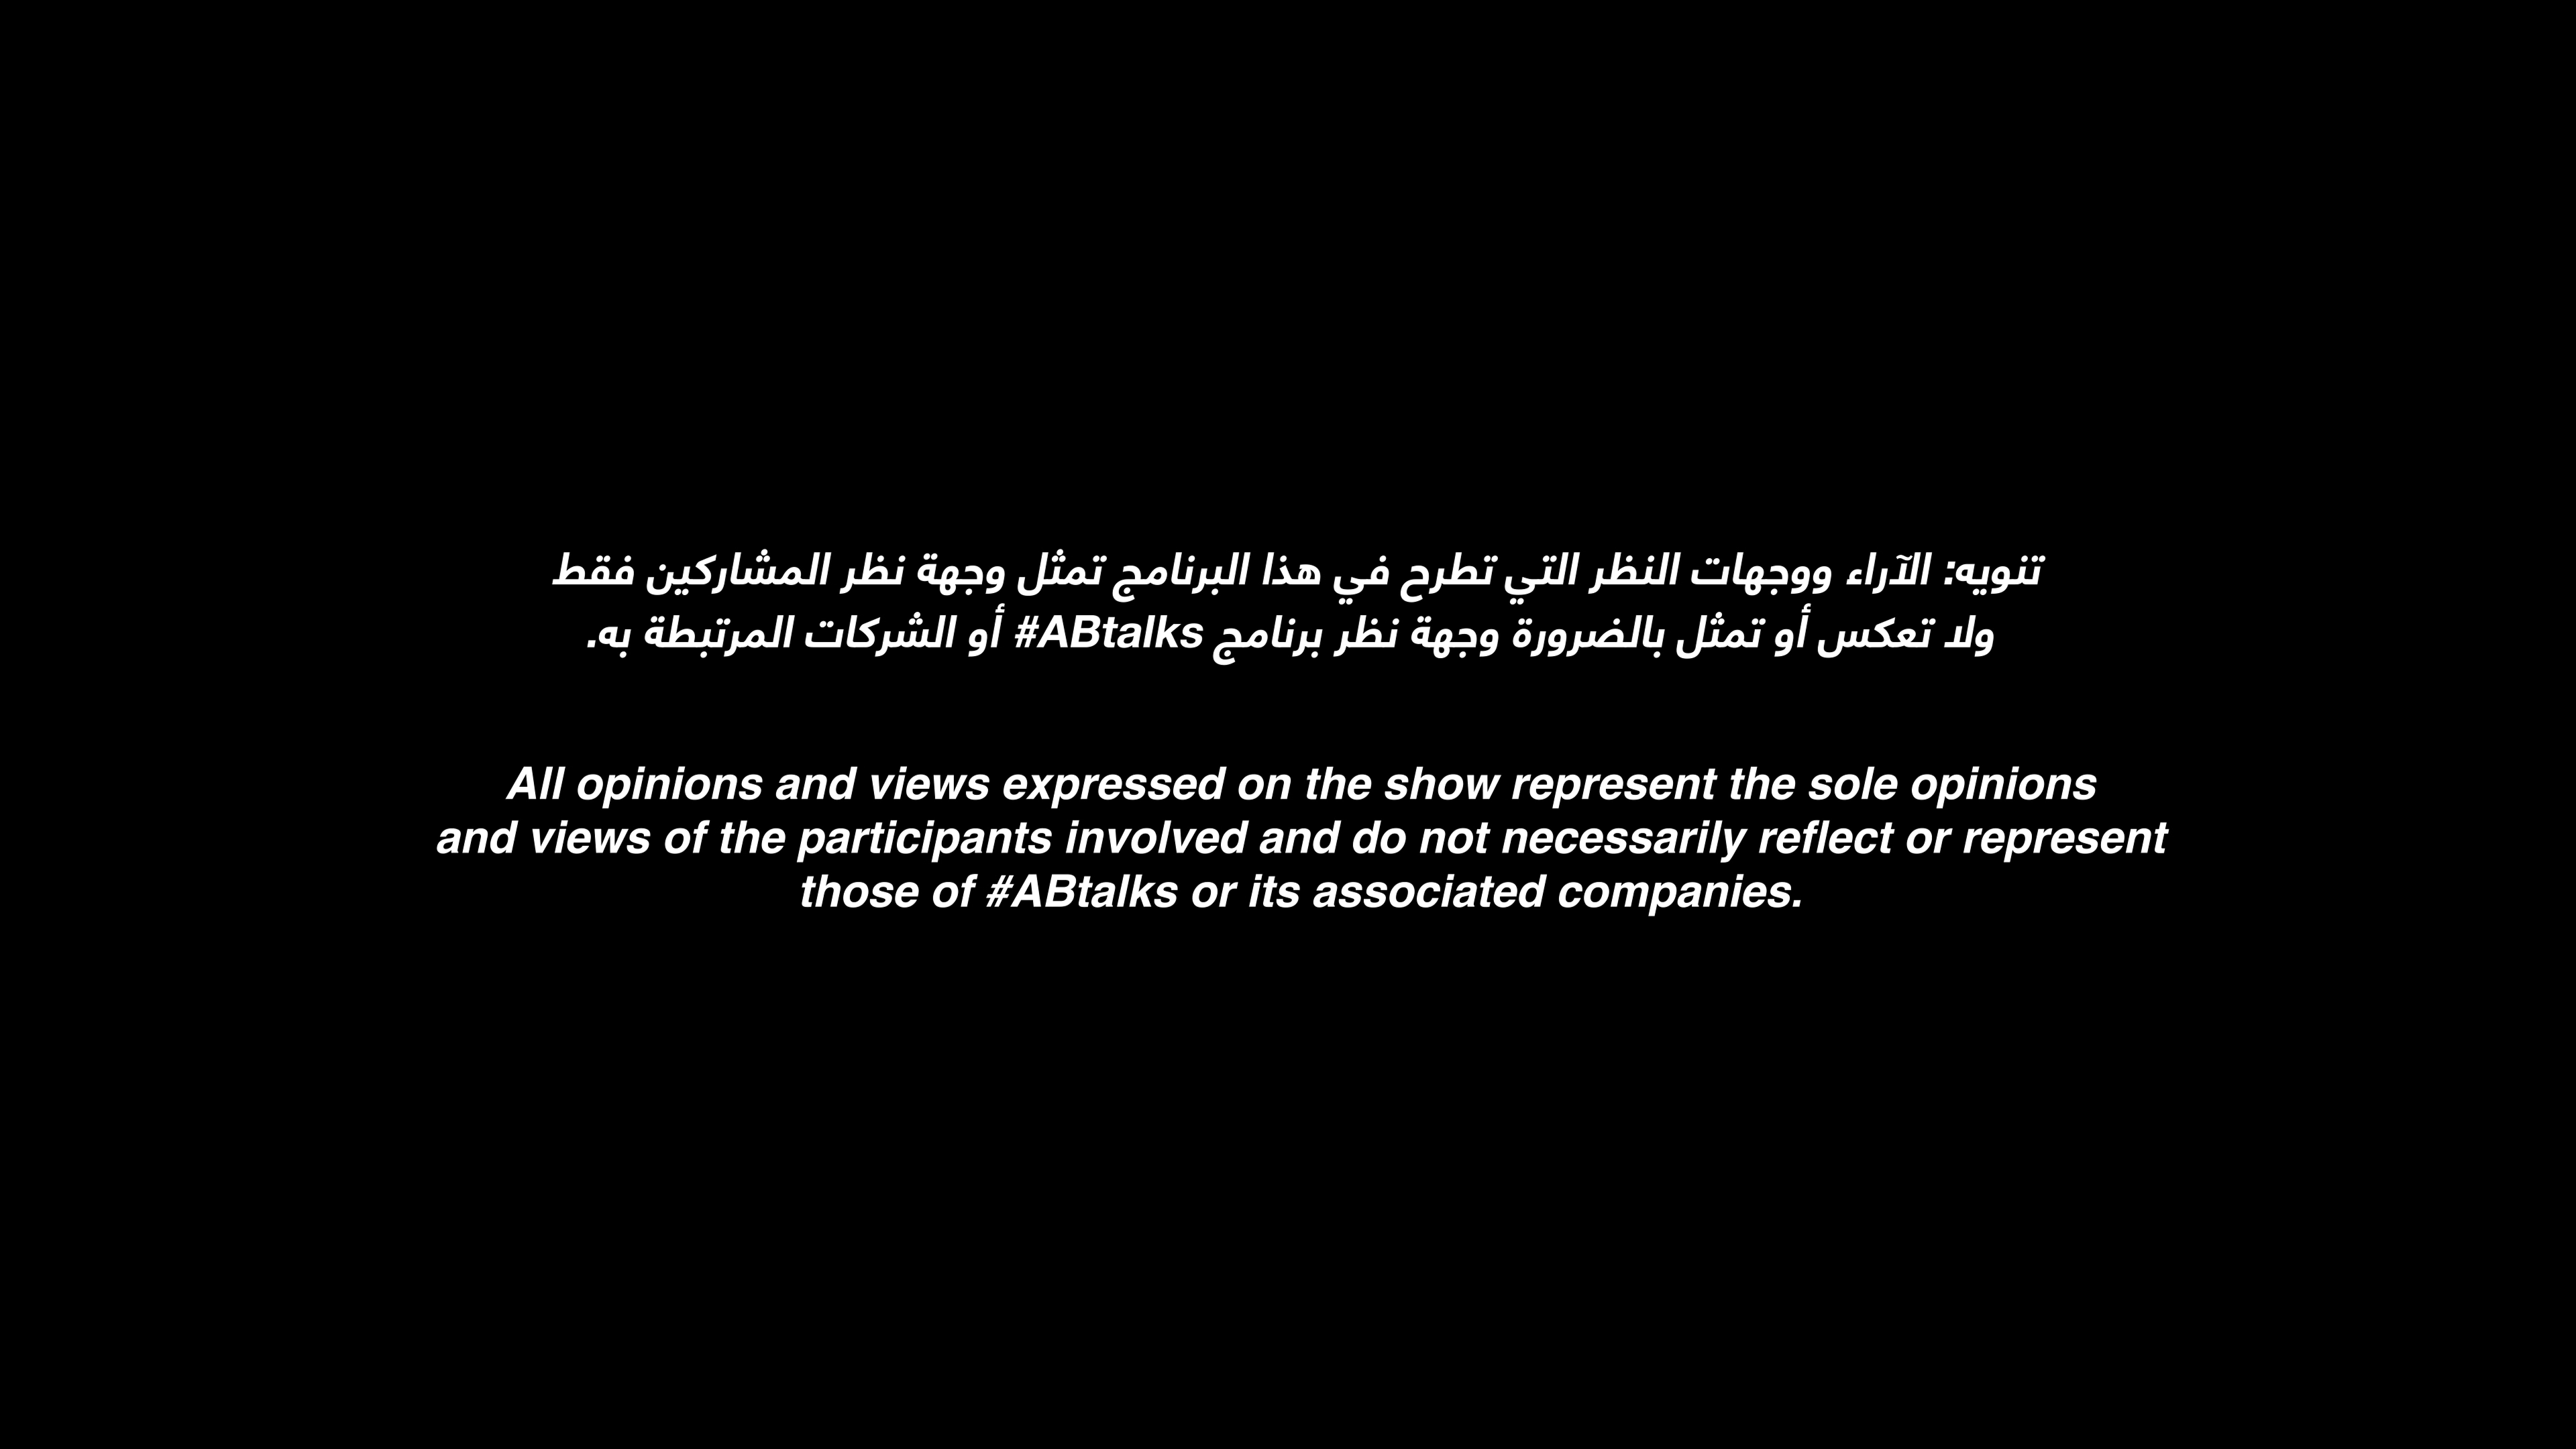 تنويه: الآراء ووجهات النظر التي تطرح في هذا البرنامج تمثل وجهة نظر المشاركين فقط
ولا تعكس أو تمثل بالضرورة وجهة نظر برنامج ABtalks# أو الشركات المرتبطة به.
All opinions and views expressed on the show represent the sole opinions
and views of the participants involved and do not necessarily reflect or represent
those of #ABtalks or its associated companies.